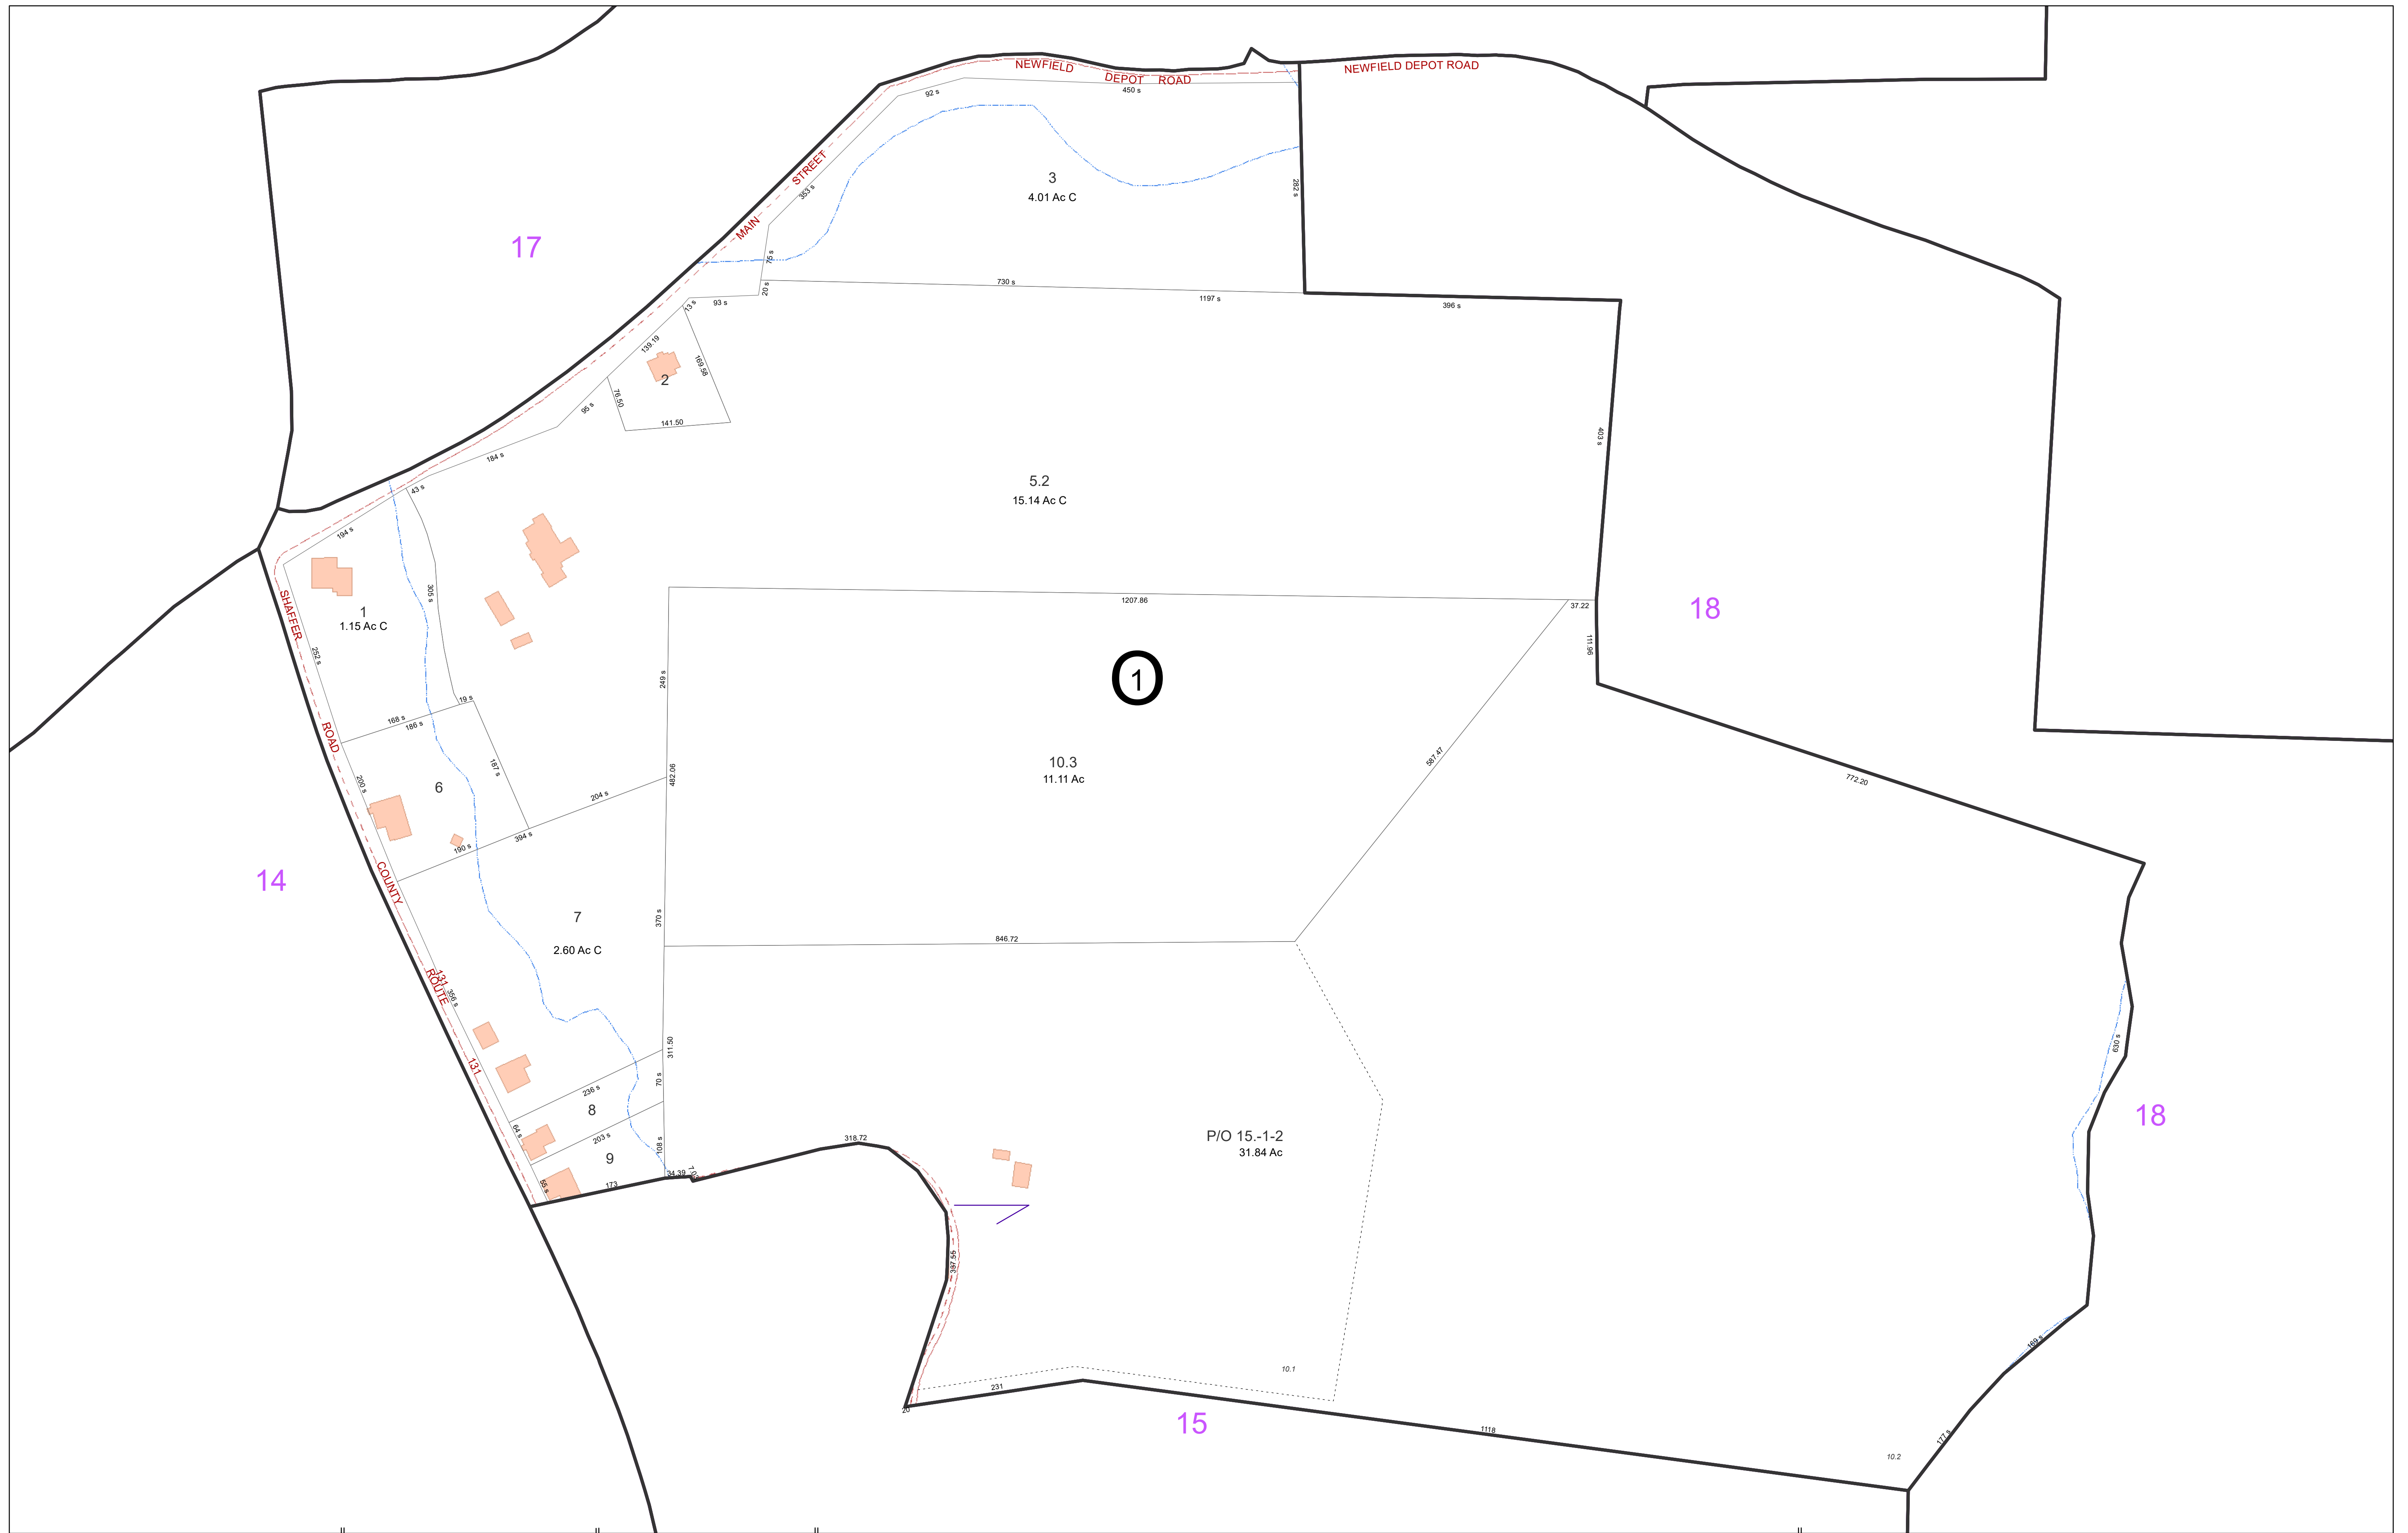 NEWFIELD
DEPOT
ROAD
NEWFIELD DEPOT ROAD
92 s
450 s
STREET
353 s
MAIN
3
4.01 Ac C
282 s
17
75 s
20 s
730 s
1197 s
396 s
13 s
93 s
139.19
169.58
2
76.50
95 s
141.50
184 s
403 s
43 s
5.2
15.14 Ac C
194 s
SHAFFER
305 s
1
1.15 Ac C
252 s
1207.86
37.22
111.96
18
249 s
1
19 s
168 s
186 s
ROAD
187 s
587.47
10.3
11.11 Ac
482.06
772.20
200 s
6
204 s
394 s
190 s
14
COUNTY
7
2.60 Ac C
370 s
846.72
131
ROUTE
356 s
311.50
630 s
131
70 s
236 s
8
64 s
203 s
18
108 s
9
318.72
P/O 15.-1-2
31.84 Ac
34.39
55 s
173
397.55
189 s
10.1
231
20
15
1118
177 s
10.2